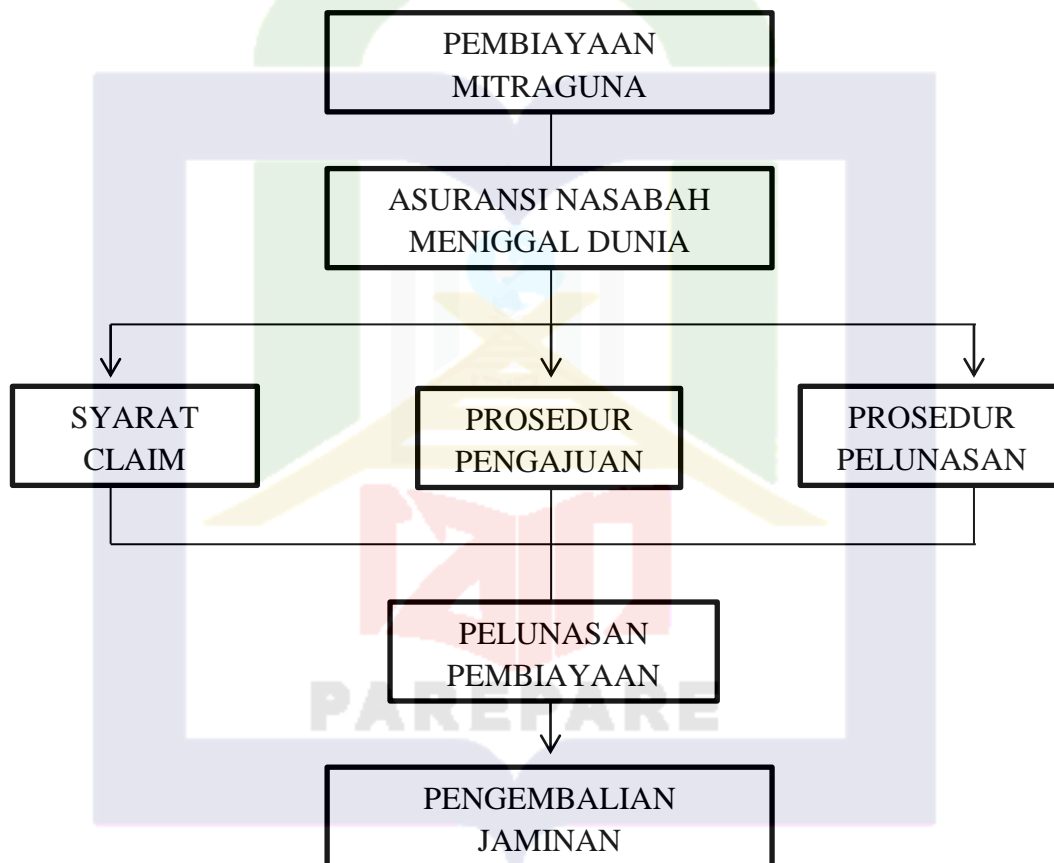 PEMBIAYAAN
MITRAGUNA
ASURANSI NASABAH
MENIGGAL DUNIA
SYARAT
CLAIM
PROSEDUR
PENGAJUAN
PROSEDUR
PELUNASAN
PELUNASAN
PEMBIAYAAN
PAREPARE
PENGEMBALIAN
JAMINAN